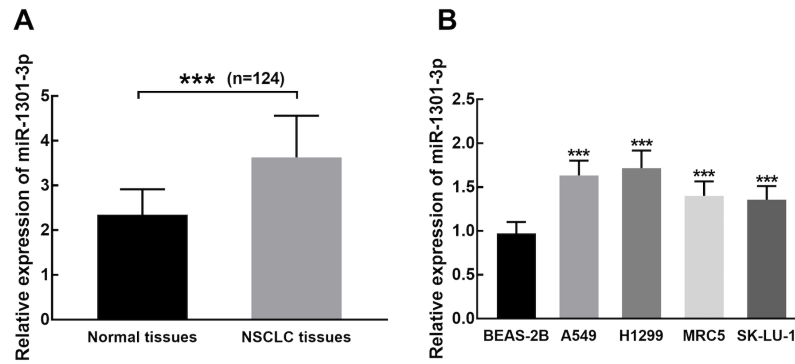 A
Relative expression of miR-1301-3p
5
4
3
2
1
0
*** (n=124)
Normal tissues NSCLC tissues
B
Relative expression of miR-1301-3p
2.5
2.0
1.5
1.0
0.5
0.0
*** *** *** ***
BEAS-2B A549 H1299 MRC5 SK-LU-1